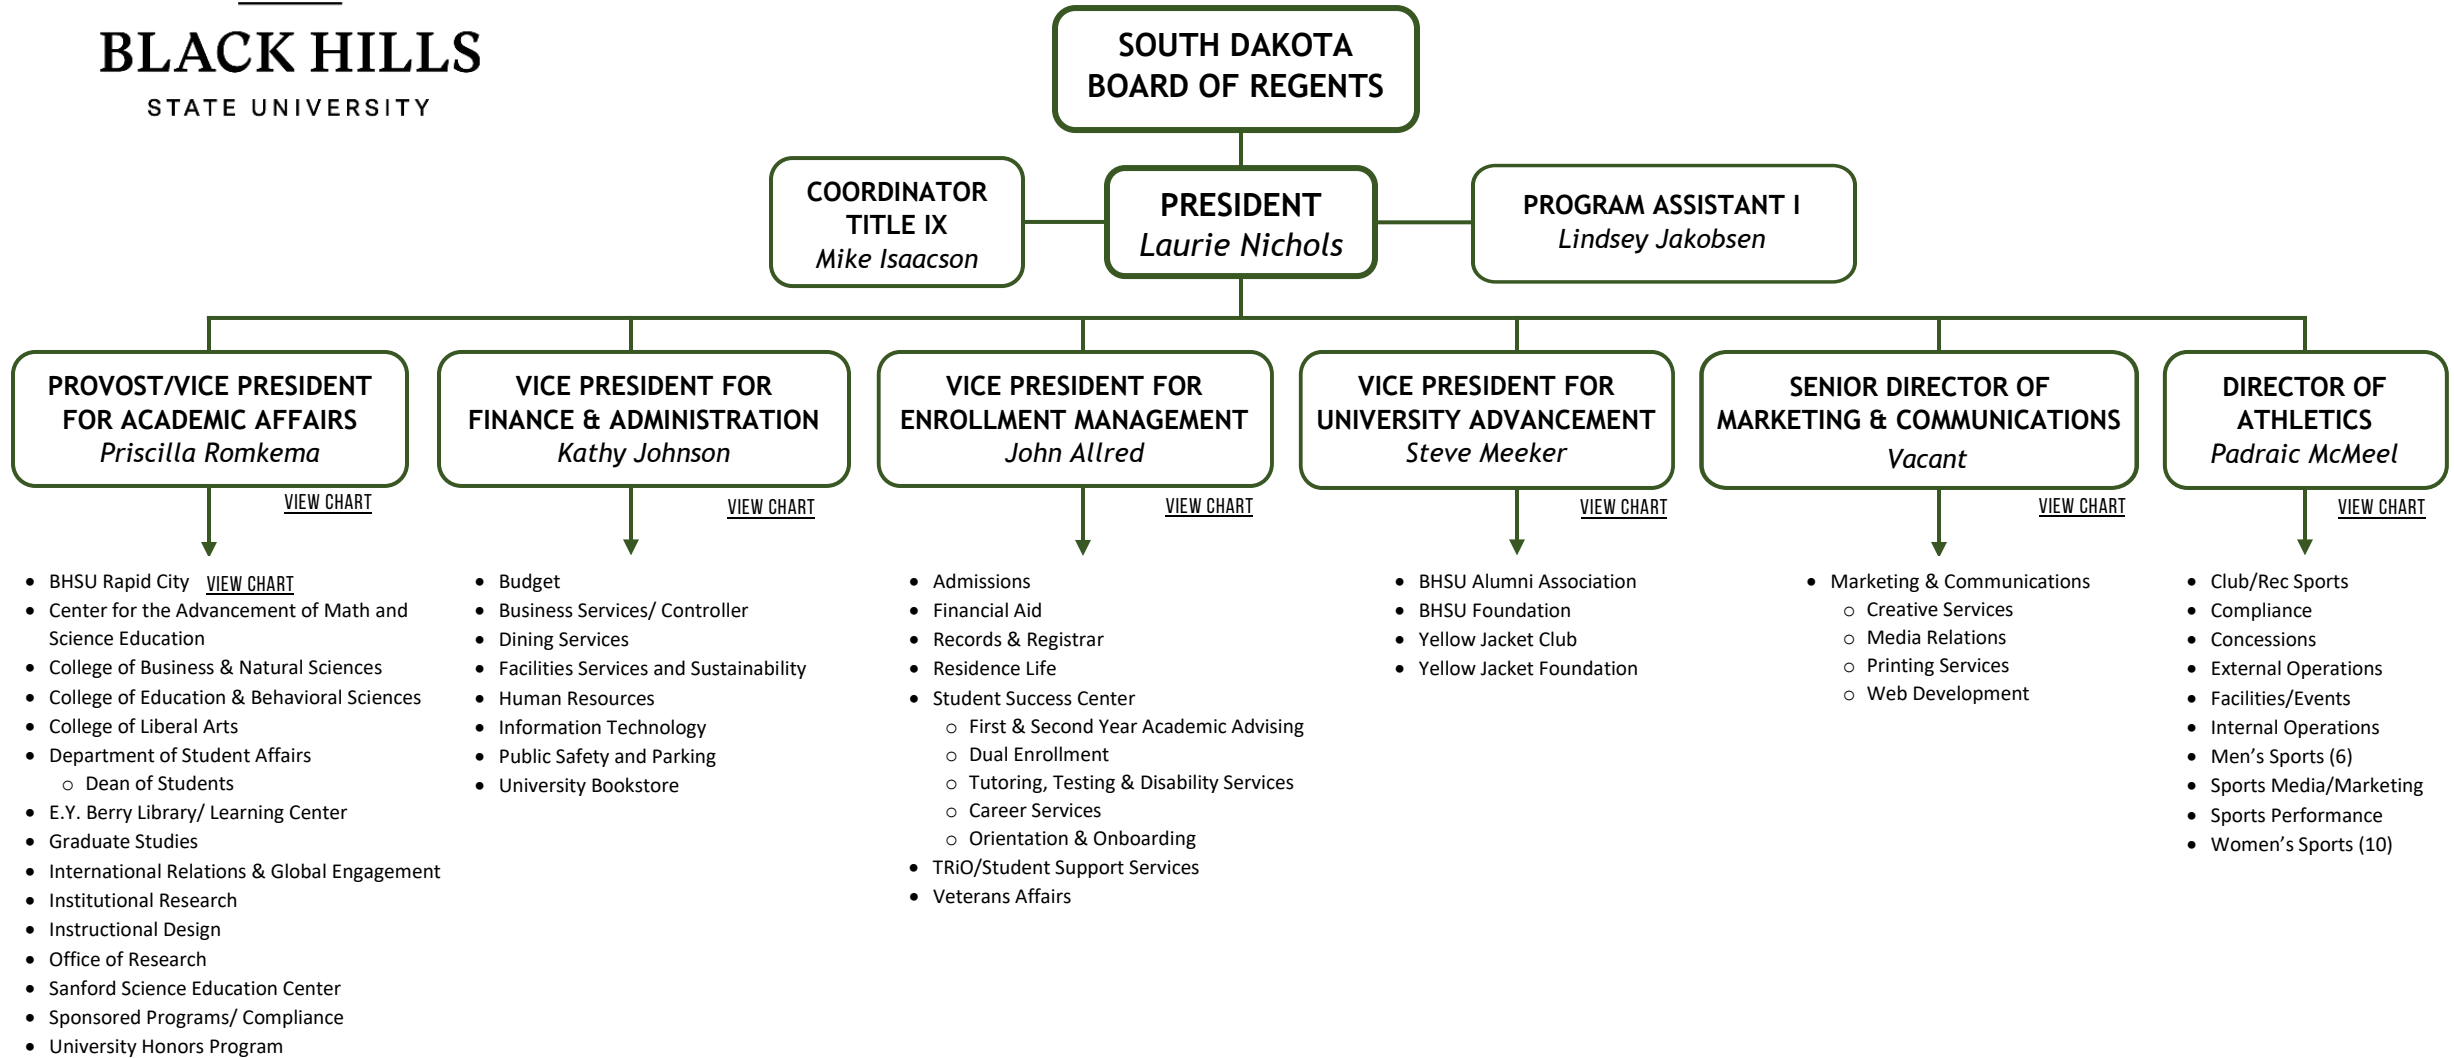 BLACK HILLS
STATE UNIVERSITY
SOUTH DAKOTA
BOARD OF REGENTS
COORDINATOR
TITLE IX
Mike Isaacson
PRESIDENT
Laurie Nichols
PROGRAM ASSISTANT I
Lindsey Jakobsen
PROVOST/VICE PRESIDENT
FOR ACADEMIC AFFAIRS
Priscilla Romkema
VIEW CHART
• BHSU Rapid City VIEW CHART
• Center for the Advancement of Math and
Science Education
• College of Business & Natural Sciences
• College of Education & Behavioral Sciences
• College of Liberal Arts
• Department of Student Affairs
o Dean of Students
• E.Y. Berry Library/ Learning Center
• Graduate Studies
• International Relations & Global Engagement
• Institutional Research
• Instructional Design
• Office of Research
• Sanford Science Education Center
• Sponsored Programs/ Compliance
• University Honors Program
VICE PRESIDENT FOR
FINANCE & ADMINISTRATION
Kathy Johnson
VIEW CHART
• Budget
• Business Services/ Controller
• Dining Services
• Facilities Services and Sustainability
• Human Resources
• Information Technology
• Public Safety and Parking
• University Bookstore
VICE PRESIDENT FOR
ENROLLMENT MANAGEMENT
John Allred
VIEW CHART
• Admissions
• Financial Aid
• Records & Registrar
• Residence Life
• Student Success Center
o First & Second Year Academic Advising
o Dual Enrollment
o Tutoring, Testing & Disability Services
o Career Services
o Orientation & Onboarding
• TRiO/Student Support Services
• Veterans Affairs
VICE PRESIDENT FOR
UNIVERSITY ADVANCEMENT
Steve Meeker
VIEW CHART
• BHSU Alumni Association
• BHSU Foundation
• Yellow Jacket Club
• Yellow Jacket Foundation
SENIOR DIRECTOR OF
MARKETING & COMMUNICATIONS
Vacant
VIEW CHART
• Marketing & Communications
o Creative Services
o Media Relations
o Printing Services
o Web Development
DIRECTOR OF
ATHLETICS
Padraic McMeel
VIEW CHART
• Club/Rec Sports
• Compliance
• Concessions
• External Operations
• Facilities/Events
• Internal Operations
• Men’s Sports (6)
• Sports Media/Marketing
• Sports Performance
• Women’s Sports (10)